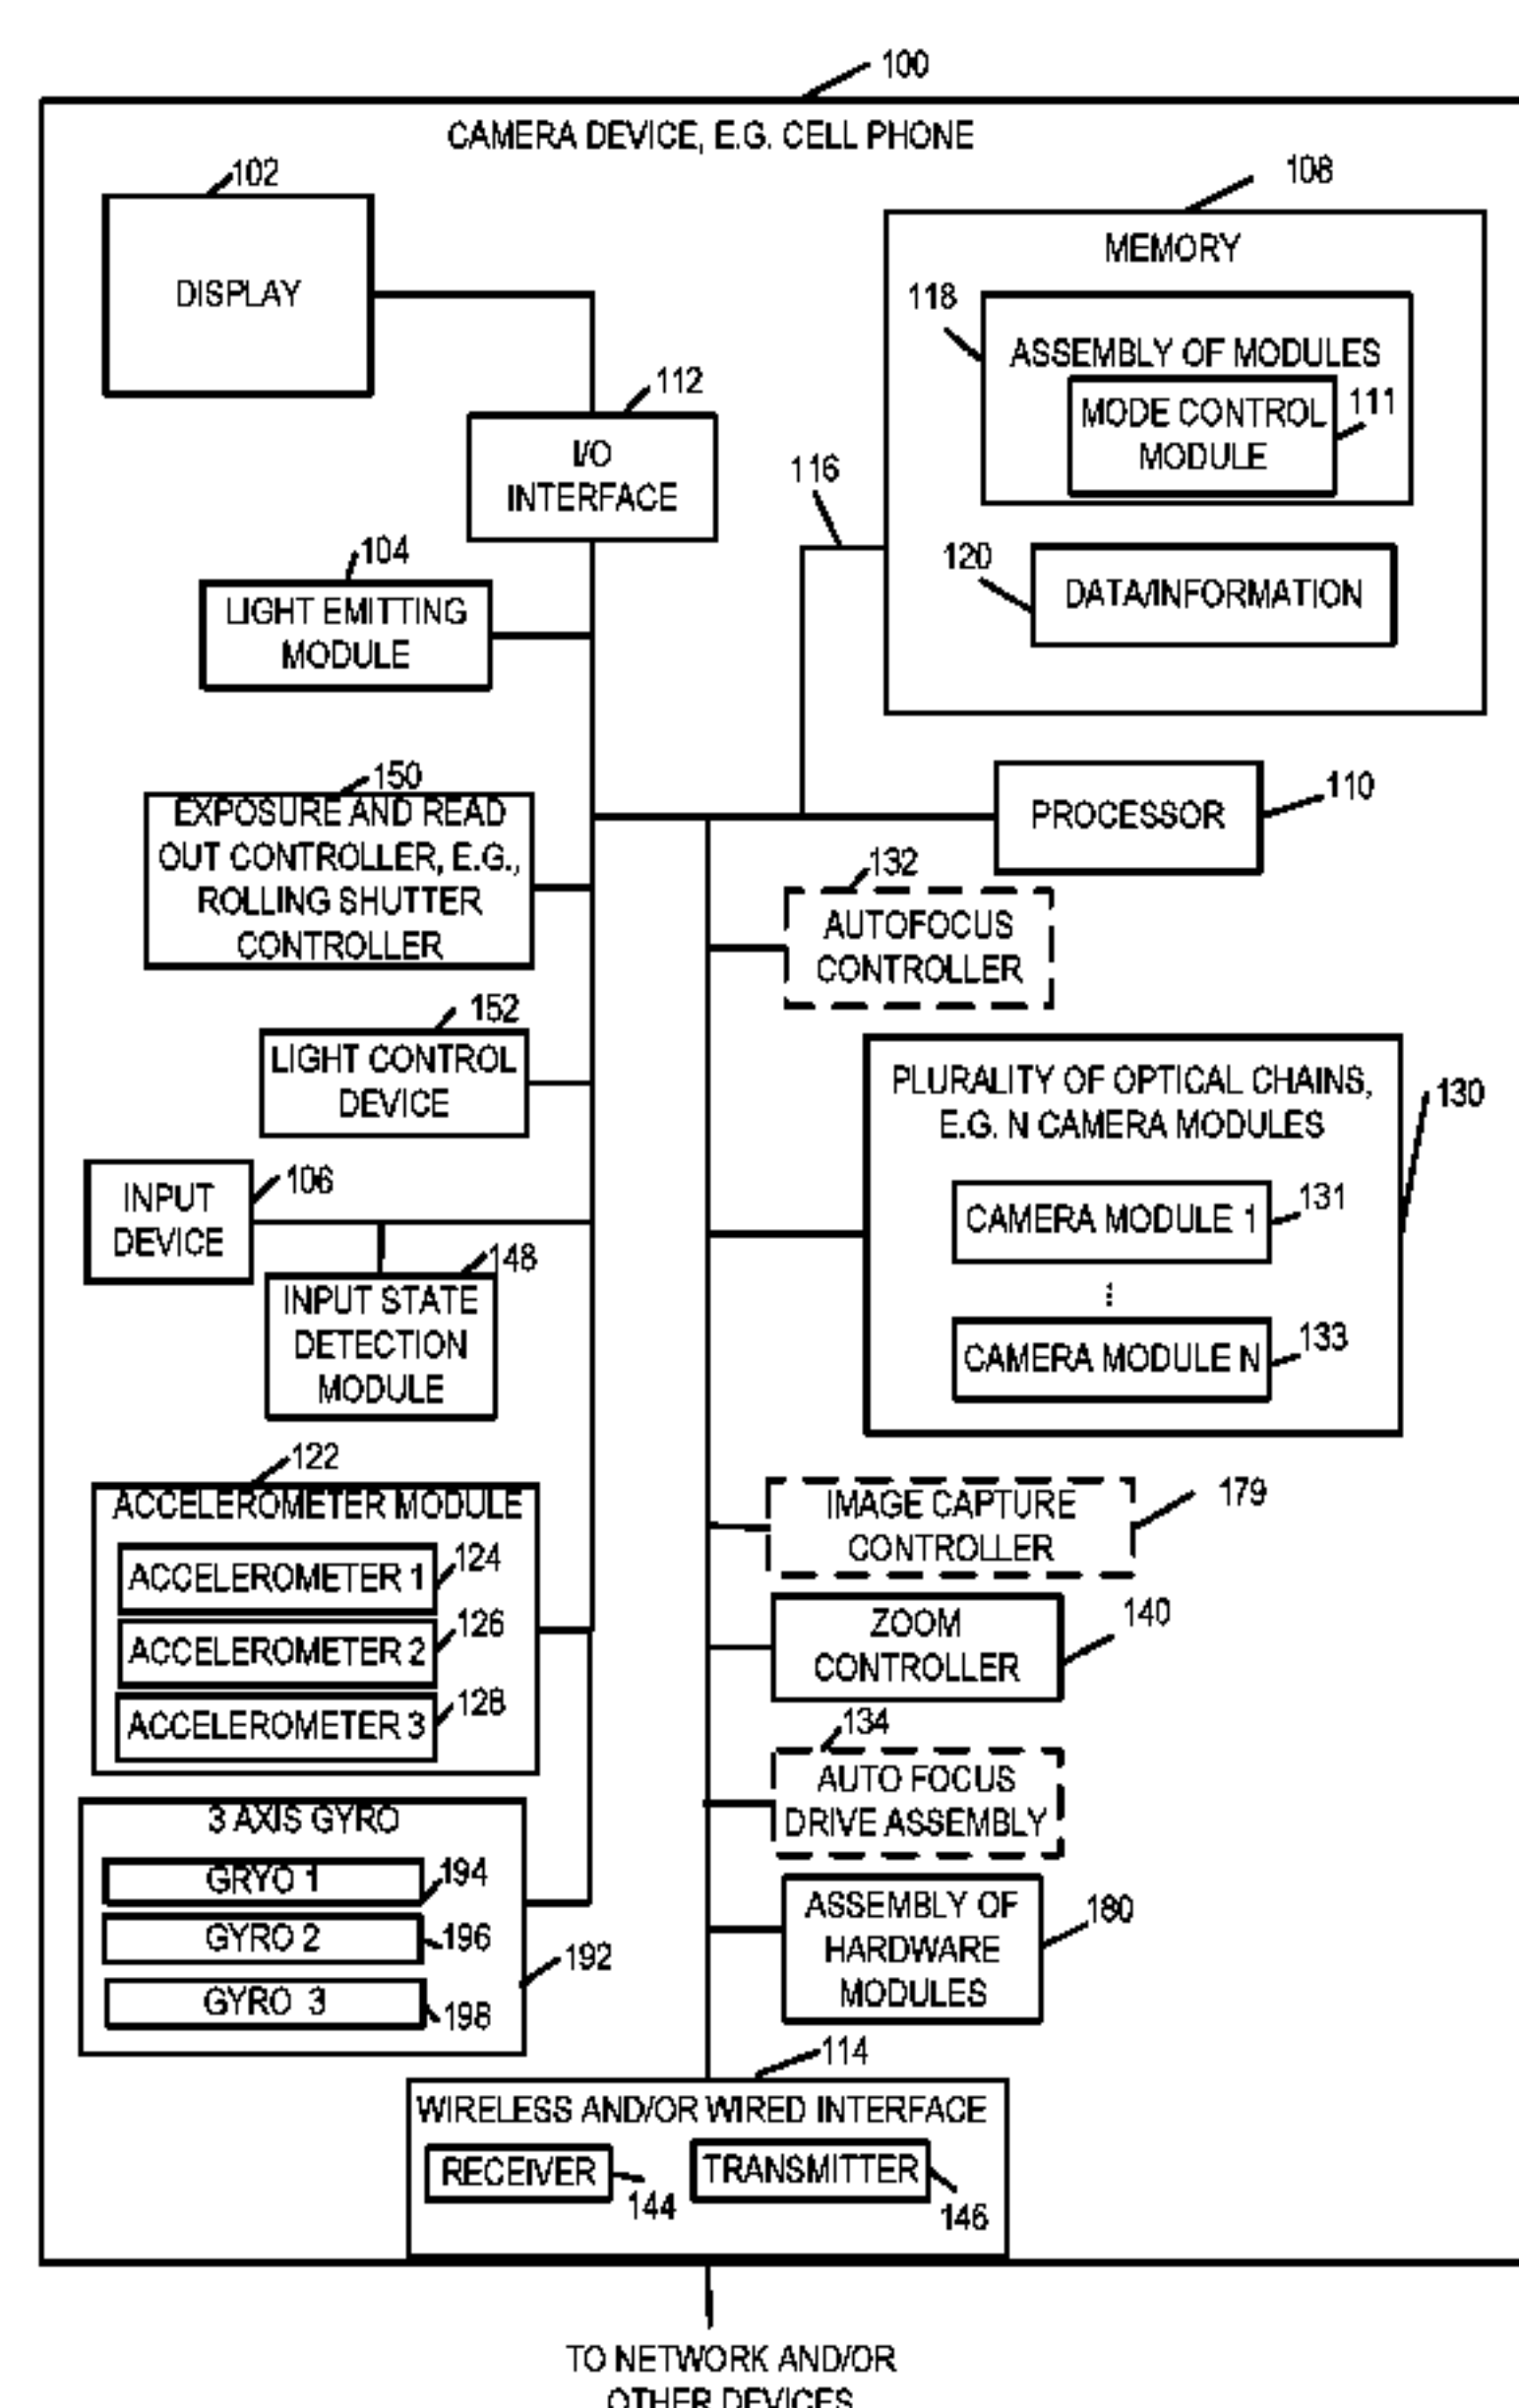 100
CAMERA DEVICE, E.G. CELL PHONE
102
DISPLAY
108
MEMORY
118
ASSEMBLY OF MODULES
MODE CONTROL
MODULE
111
120
DATA/INFORMATION
112
I/O
INTERFACE
116
104
LIGHT EMITTING
MODULE
150
EXPOSURE AND READ
OUT CONTROLLER, E.G.,
ROLLING SHUTTER
CONTROLLER
PROCESSOR
110
132
AUTOFOCUS
CONTROLLER
152
LIGHT CONTROL
DEVICE
PLURALITY OF OPTICAL CHAINS,
E.G. N CAMERA MODULES
130
CAMERA MODULE 1
131
⋮
CAMERA MODULE N
133
INPUT
DEVICE
106
148
INPUT STATE
DETECTION
MODULE
122
ACCELEROMETER MODULE
ACCELEROMETER 1
124
ACCELEROMETER 2
126
ACCELEROMETER 3
128
IMAGE CAPTURE
CONTROLLER
179
ZOOM
CONTROLLER
140
134
AUTO FOCUS
DRIVE ASSEMBLY
3 AXIS GYRO
GRYO 1
194
GYRO 2
196
GYRO 3
198
192
ASSEMBLY OF
HARDWARE
MODULES
180
114
WIRELESS AND/OR WIRED INTERFACE
RECEIVER
144
TRANSMITTER
146
TO NETWORK AND/OR
OTHER DEVICES